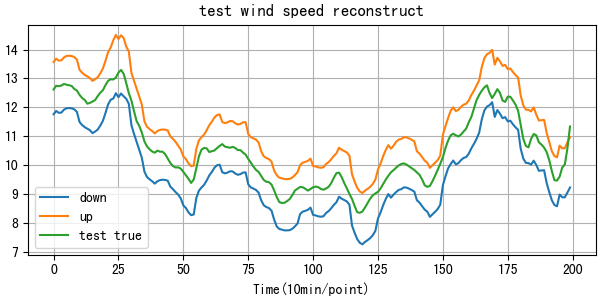 test wind speed reconstruct
14
13
12
11
10
9
8
7
down
up
test true
0 25 50 75 100 125 150 175 200
Time(10min/point)